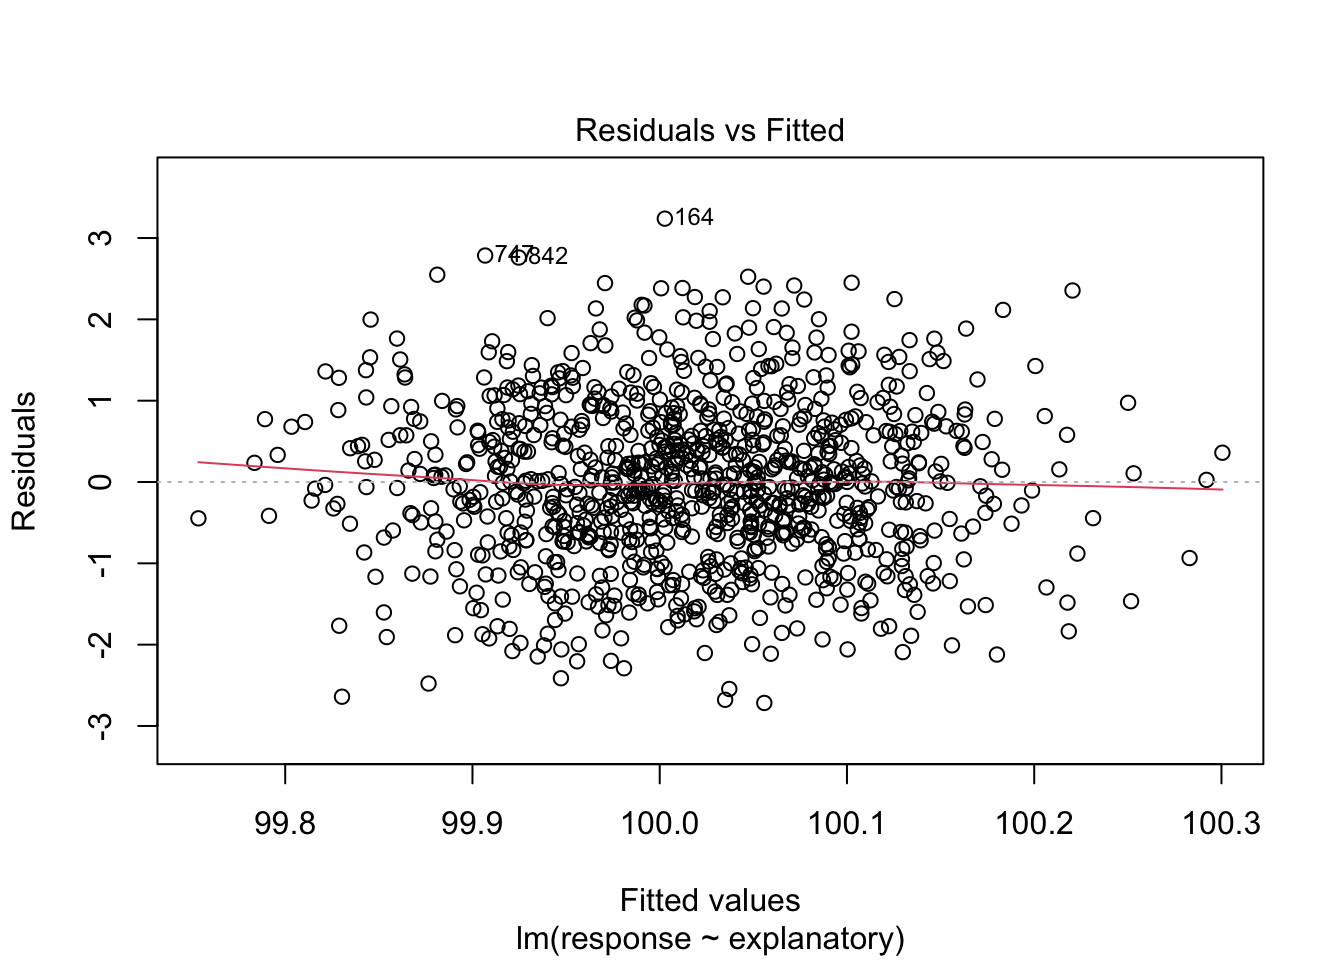 Residuals vs Fitted
Residuals
3
2
1
0
-1
-2
-3
164
747
842
99.8 99.9 100.0 100.1 100.2 100.3
Fitted values
lm(response ~ explanatory)